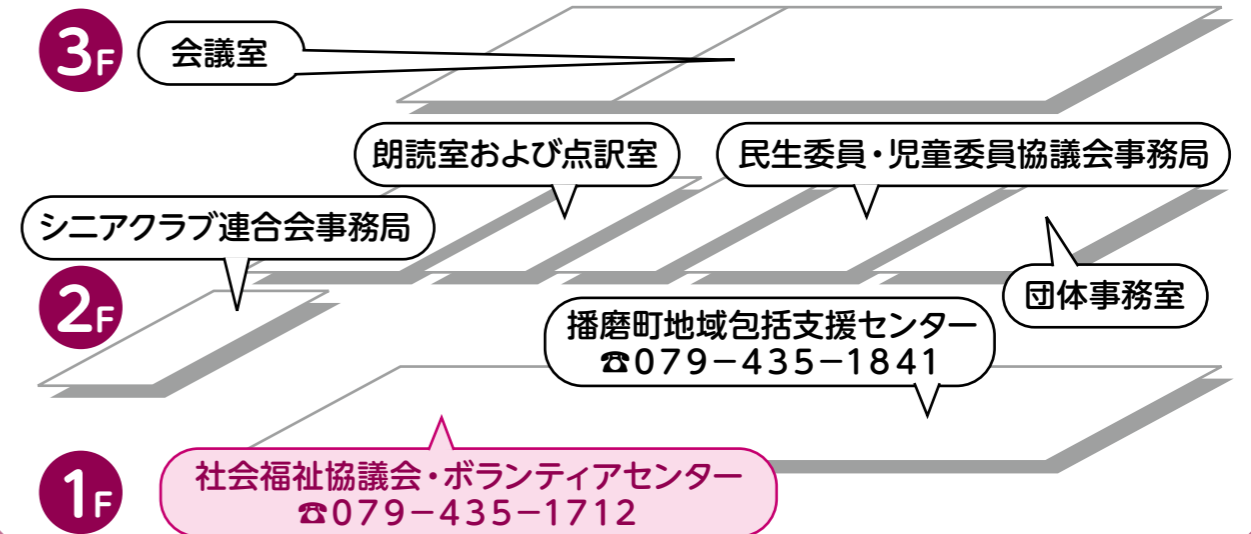 3F
会議室
朗読室および点訳室
民生委員・児童委員協議会事務局
シニアクラブ連合会事務局
2F
団体事務室
播磨町地域包括支援センター
☎079−435−1841
1F
社会福祉協議会・ボランティアセンター
☎079−435−1712